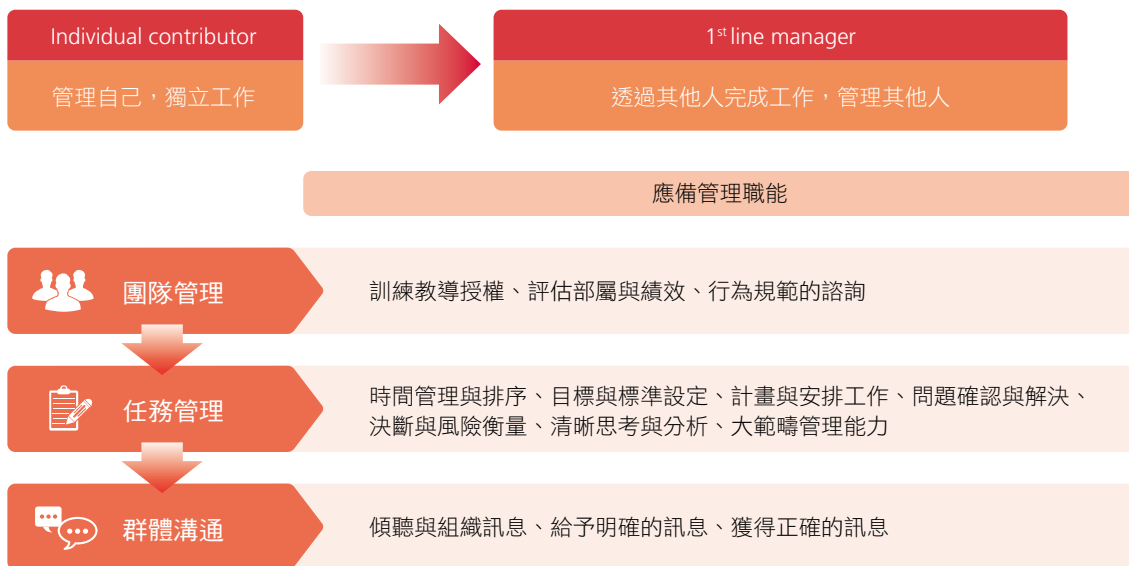 Individual contributor
管理自己，獨立工作
1st line manager
透過其他人完成工作，管理其他人
應備管理職能
團隊管理
訓練教導授權、評估部屬與績效、行為規範的諮詢
任務管理
時間管理與排序、目標與標準設定、計畫與安排工作、問題確認與解決、
決斷與風險衡量、清晰思考與分析、大範疇管理能力
群體溝通
傾聽與組織訊息、給予明確的訊息、獲得正確的訊息